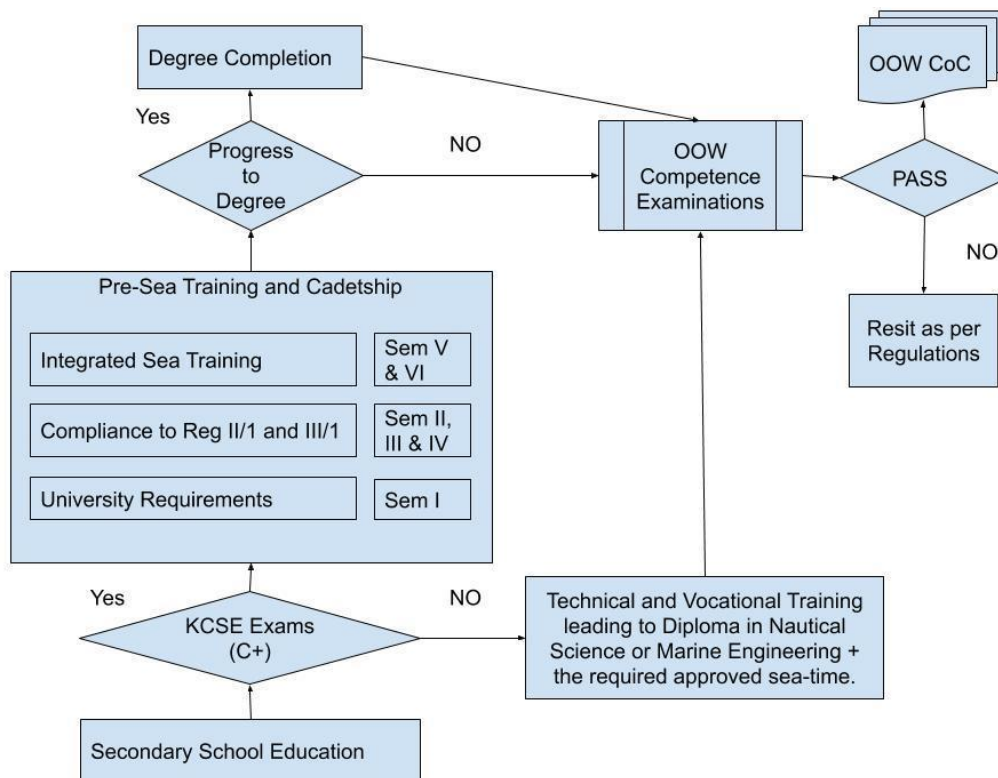 Degree Completion
OOW CoC
Yes
NO
Progress
to
Degree
OOW
Competence
Examinations
PASS
NO
Pre-Sea Training and Cadetship
Integrated Sea Training
Sem V
& VI
Compliance to Reg II/1 and III/1
Sem II,
III & IV
University Requirements
Sem I
Resit as per
Regulations
Yes
NO
KCSE Exams
(C+)
Technical and Vocational Training
leading to Diploma in Nautical
Science or Marine Engineering +
the required approved sea-time.
Secondary School Education